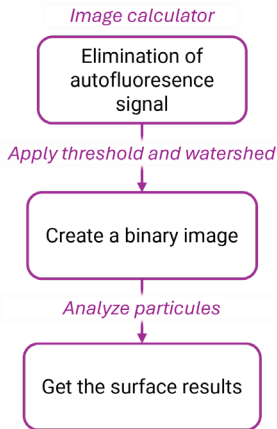 Image calculator
Elimination of
autofluoresence
signal
Apply threshold and watershed
Create a binary image
Analyze particules
Get the surface results